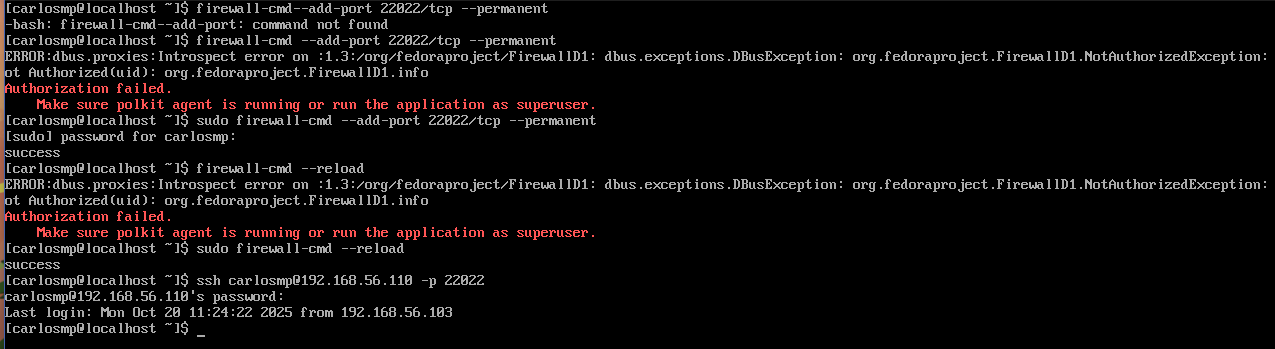 [carlosmp@localhost ~]$ firewall-cmd--add-port 22022/tcp --permanent
-bash: firewall-cmd--add-port: command not found
[carlosmp@localhost ~]$ firewall-cmd --add-port 22022/tcp --permanent
ERROR:dbus.proxies:Introspect error on :1.3:/org/fedoraproject/FirewallD1: dbus.exceptions.DBusException: org.fedoraproject.FirewallD1.NotAuthorizedException:
ot Authorized(uid): org.fedoraproject.FirewallD1.info
Authorization failed.
    Make sure polkit agent is running or run the application as superuser.
[carlosmp@localhost ~]$ sudo firewall-cmd --add-port 22022/tcp --permanent
[sudo] password for carlosmp:
success
[carlosmp@localhost ~]$ firewall-cmd --reload
ERROR:dbus.proxies:Introspect error on :1.3:/org/fedoraproject/FirewallD1: dbus.exceptions.DBusException: org.fedoraproject.FirewallD1.NotAuthorizedException:
ot Authorized(uid): org.fedoraproject.FirewallD1.info
Authorization failed.
    Make sure polkit agent is running or run the application as superuser.
[carlosmp@localhost ~]$ sudo firewall-cmd --reload
success
[carlosmp@localhost ~]$ ssh carlosmp@192.168.56.110 -p 22022
carlosmp@192.168.56.110's password:
Last login: Mon Oct 20 11:24:22 2025 from 192.168.56.103
[carlosmp@localhost ~]$ _